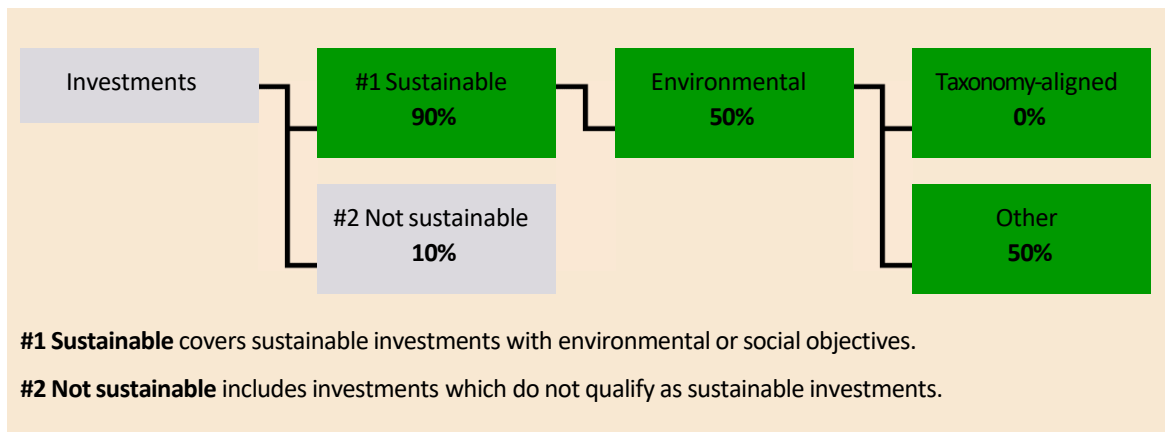 Investments
#1 Sustainable
90%
Environmental
50%
Taxonomy-aligned
0%
#2 Not sustainable
10%
Other
50%
#1 Sustainable covers sustainable investments with environmental or social objectives.
#2 Not sustainable includes investments which do not qualify as sustainable investments.